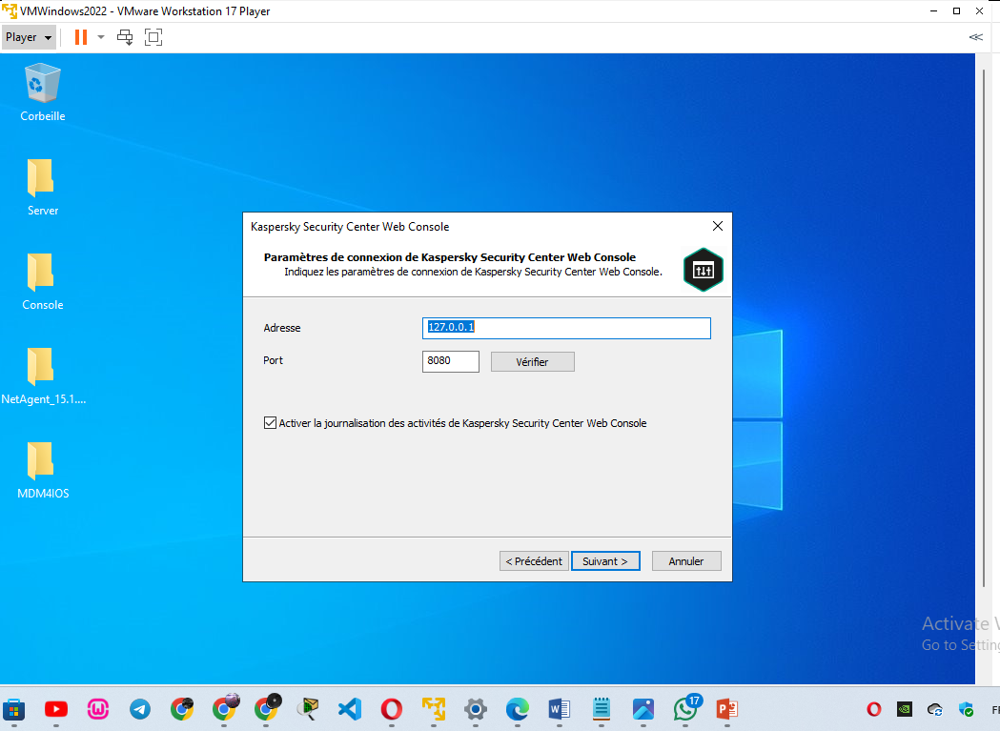 VMWindows2022 - VMware Workstation 17 Player
Player
Corbeille
Server
Console
NetAgent_15.1....
MDM4IOS
Kaspersky Security Center Web Console
Paramètres de connexion de Kaspersky Security Center Web Console
Indiquez les paramètres de connexion de Kaspersky Security Center Web Console.
Adresse
127.0.0.1
Port
8080
Vérifier
Activer la journalisation des activités de Kaspersky Security Center Web Console
< Précédent
Suivant >
Annuler
Activate
Go to Setting
17